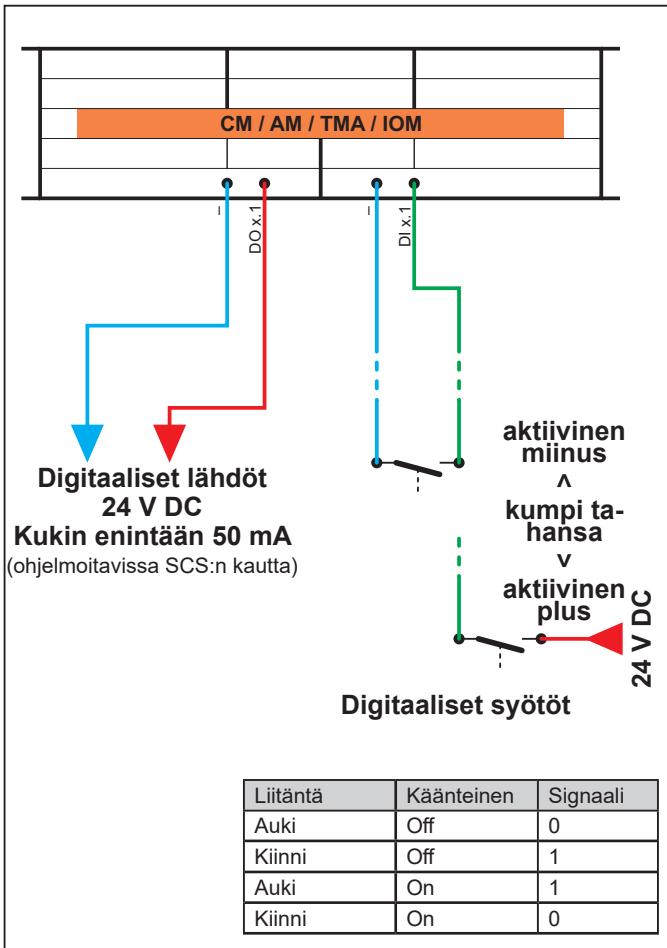 CM / AM / TMA / IOM
–
DO x.1
–
DI x.1
Digitaaliset lähdöt
24 V DC
Kukin enintään 50 mA
(ohjelmoitavissa SCS:n kautta)
aktiivinen
miinus
<
kumpi ta-
hansa
>
aktiivinen
plus
24 V DC
Digitaaliset syötöt
Liitäntä Käänteinen Signaali
Auki Off 0
Kiinni Off 1
Auki On 1
Kiinni On 0